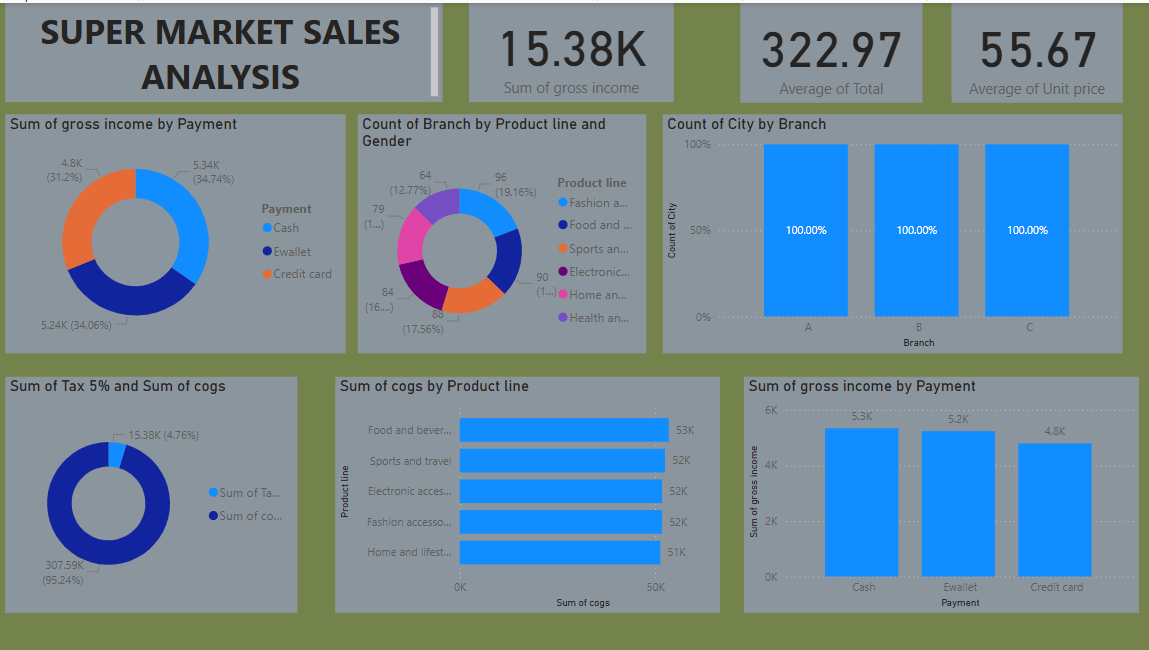 SUPER MARKET SALES
ANALYSIS
15.38K
Sum of gross income
322.97
Average of Total
55.67
Average of Unit price
Sum of gross income by Payment
4.8K
(31.2%)
5.34K
(34.74%)
5.24K (34.06%)
Payment
Cash
Ewallet
Credit card
Count of Branch by Product line and
Gender
64
(12.77%)
96
(19.16%)
79
(1...)
90
(1...)
84
(16....)
88
(17.56%)
Product line
Fashion a...
Food and ...
Sports an...
Electronic...
Home an...
Health an...
Count of City by Branch
Count of City
100%
50%
0%
100.00%
100.00%
100.00%
A
B
C
Branch
Sum of Tax 5% and Sum of cogs
15.38K (4.76%)
307.59K
(95.24%)
Sum of Ta...
Sum of co...
Sum of cogs by Product line
Product line
Food and bever...
53K
Sports and travel
52K
Electronic acces...
52K
Fashion accesso...
52K
Home and lifest...
51K
0K
50K
Sum of cogs
Sum of gross income by Payment
Sum of gross income
6K
4K
2K
0K
5.3K
5.2K
4.8K
Cash
Ewallet
Credit card
Payment